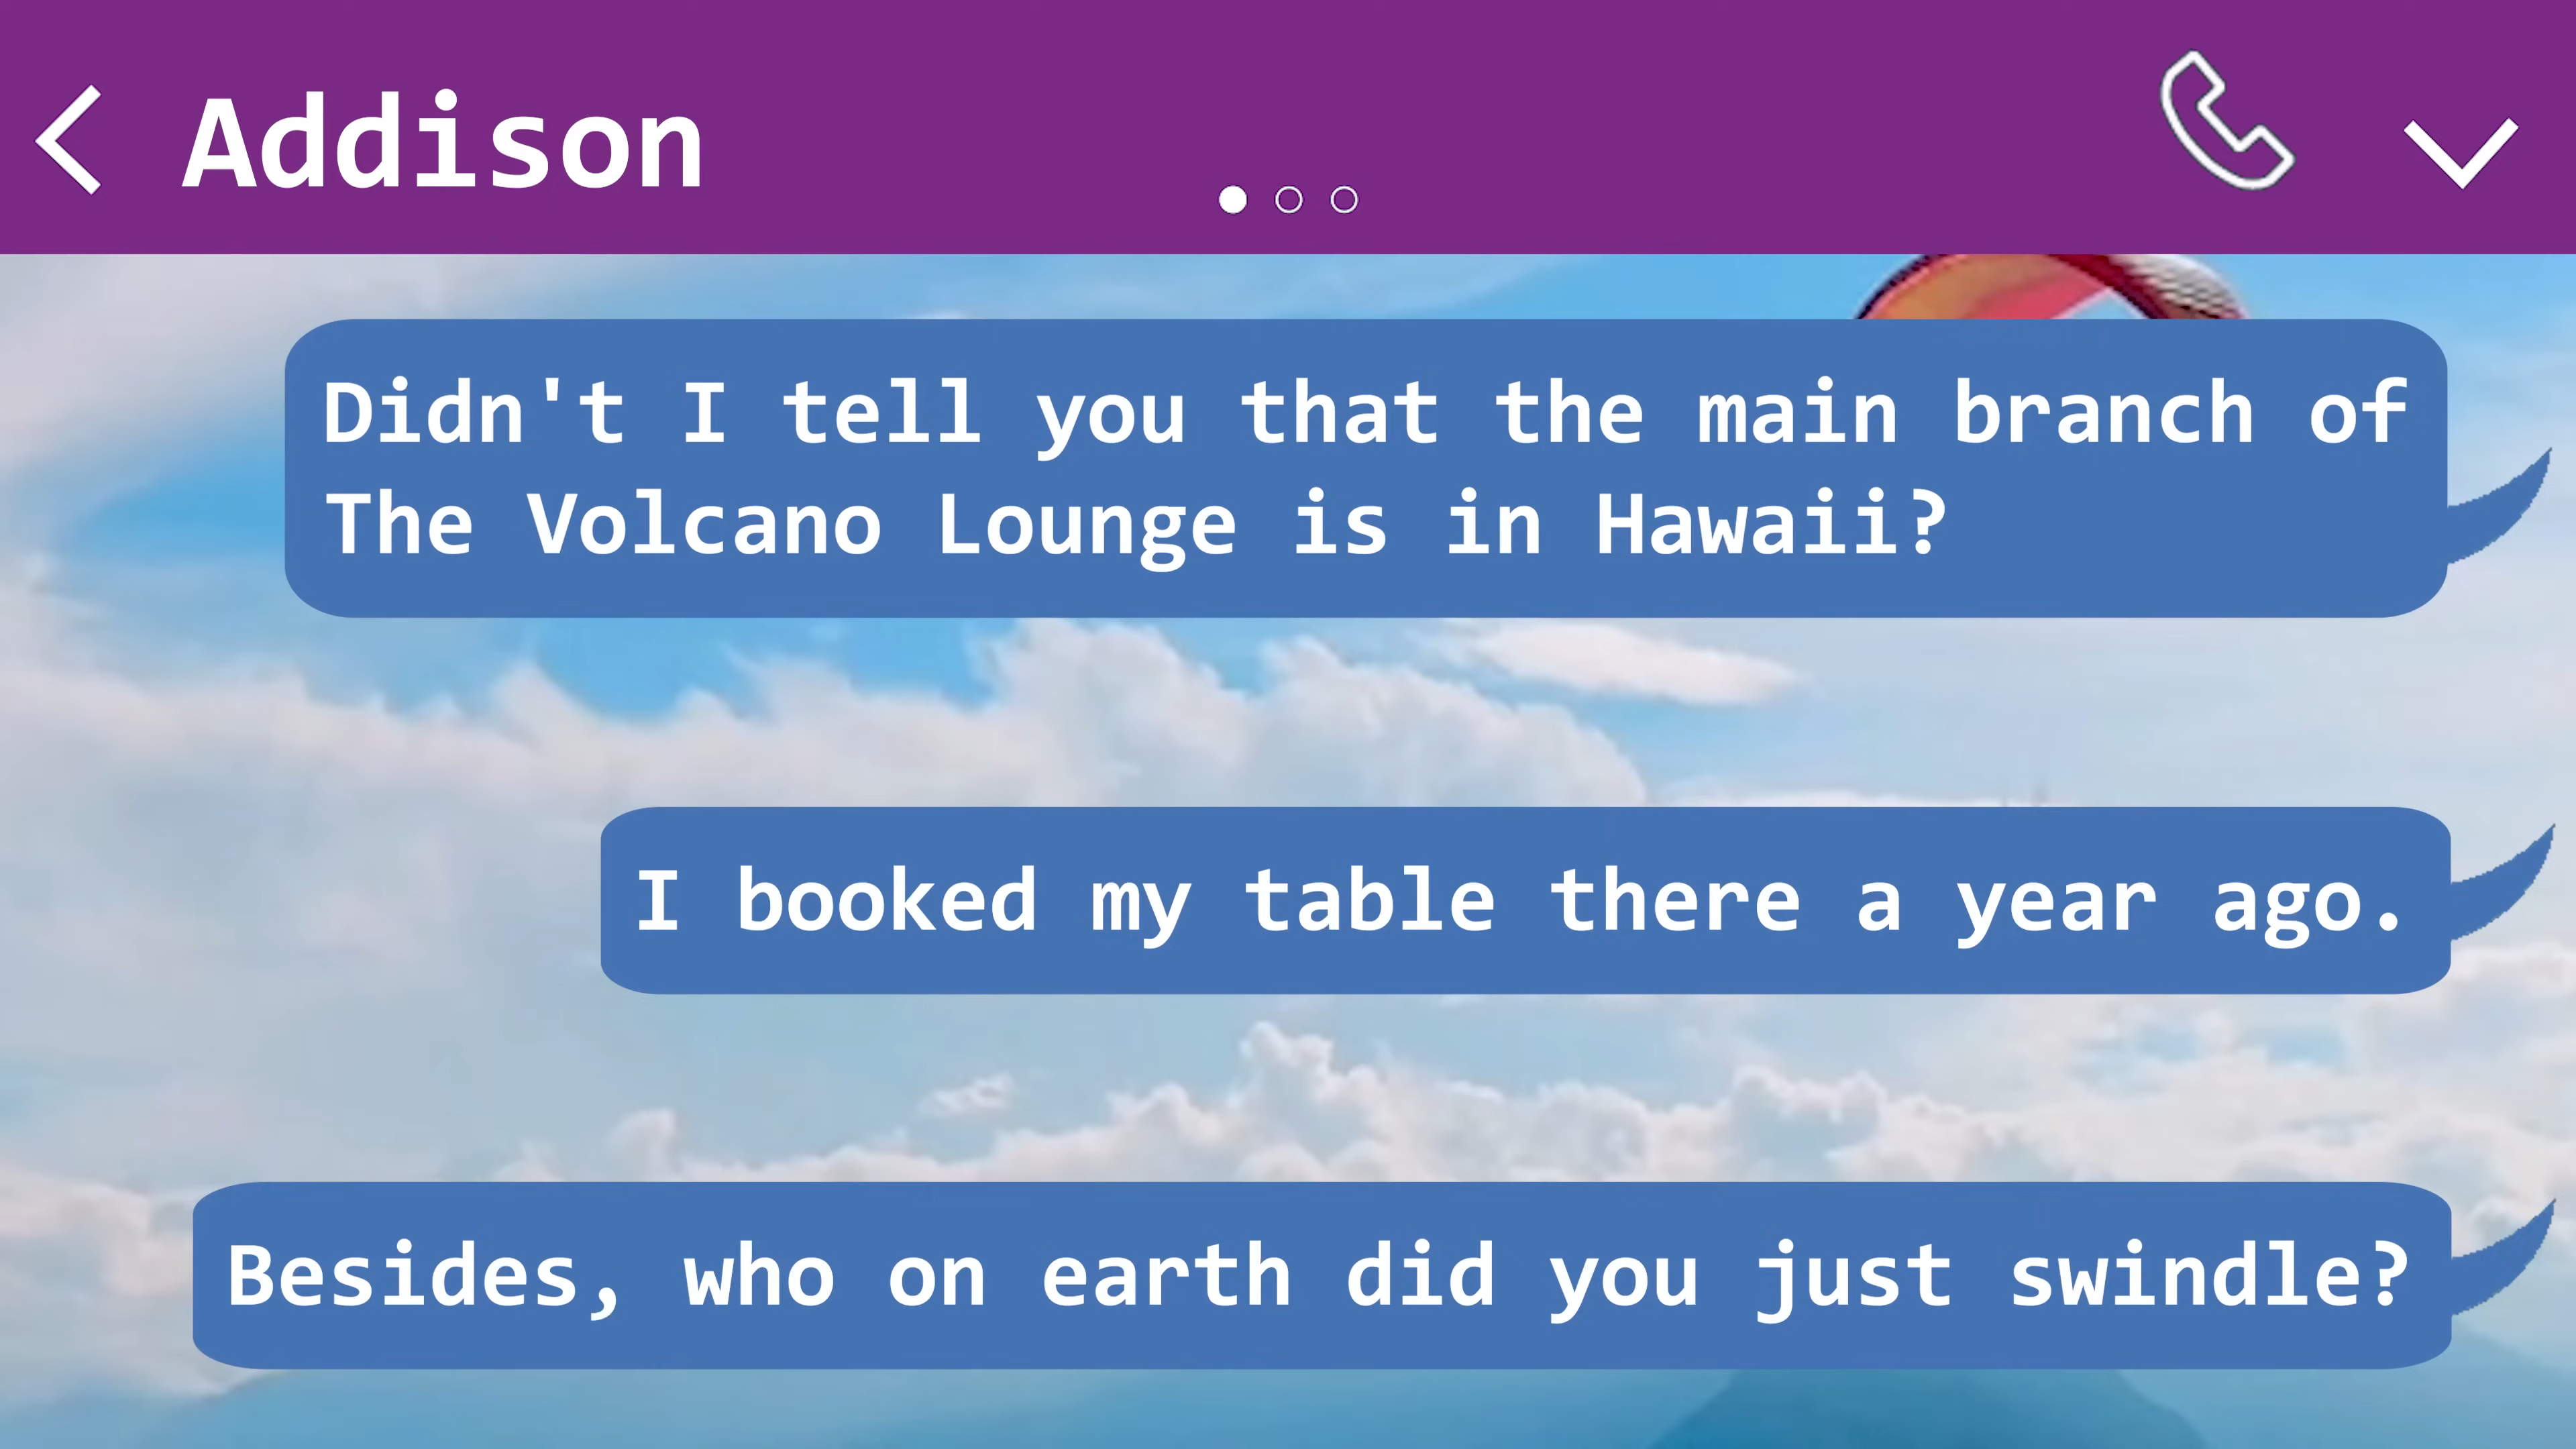 Addison
Didn't I tell you that the main branch of
The Volcano Lounge is in Hawaii?
I booked my table there a year ago.
Besides, who on earth did you just swindle?